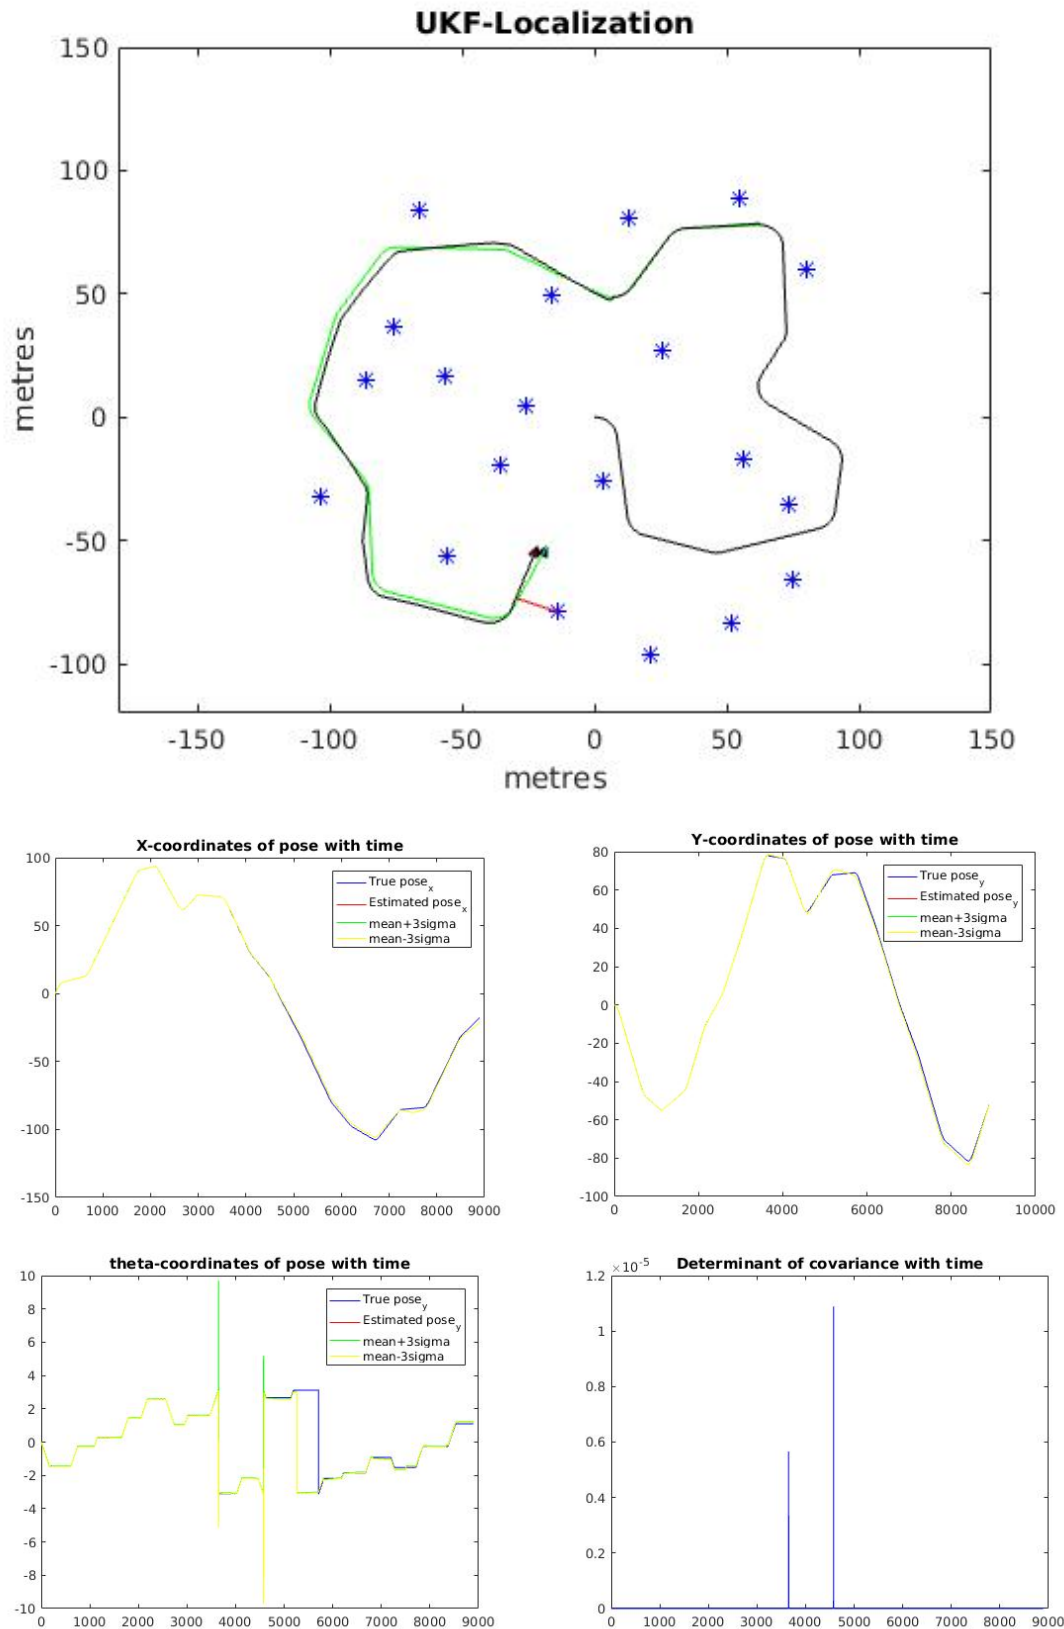 UKF-Localization
150
100
50
0
-50
-100
metres
-150 -100 -50 0 50 100 150
metres
X-coordinates of pose with time
100
50
0
-50
-100
-150
True pose_x
Estimated pose_x
mean+3sigma
mean-3sigma
0 1000 2000 3000 4000 5000 6000 7000 8000 9000
Y-coordinates of pose with time
80
60
40
20
0
-20
-40
-60
-80
-100
True pose_y
Estimated pose_y
mean+3sigma
mean-3sigma
0 2000 4000 6000 8000 10000
theta-coordinates of pose with time
10
8
6
4
2
0
-2
-4
-6
-8
-10
True pose_y
Estimated pose_y
mean+3sigma
mean-3sigma
0 1000 2000 3000 4000 5000 6000 7000 8000 9000
×10^-5
Determinant of covariance with time
1.2
1
0.8
0.6
0.4
0.2
0
0 1000 2000 3000 4000 5000 6000 7000 8000 9000